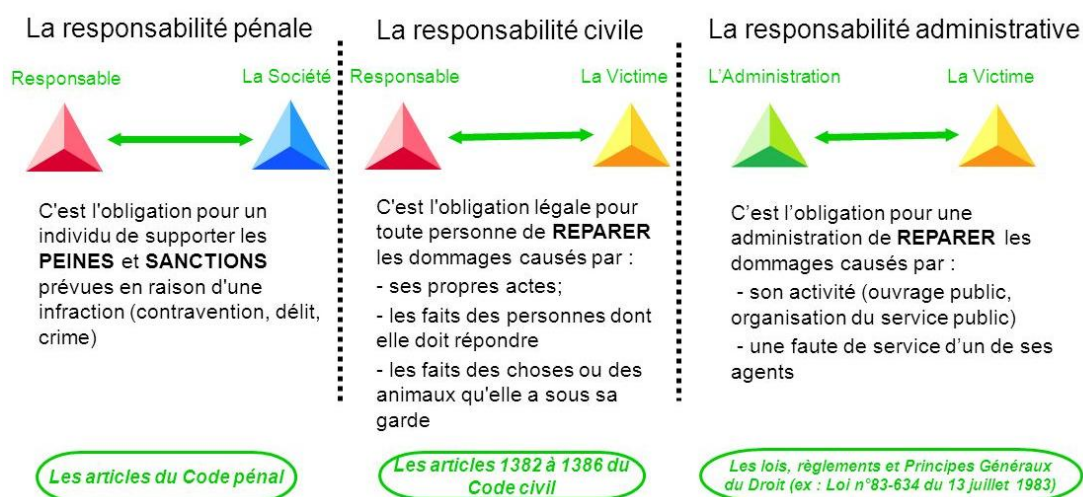 La responsabilité pénale
Responsable
La Société
C'est l'obligation pour un
individu de supporter les
PEINES et SANCTIONS
prévues en raison d'une
infraction (contravention, délit,
crime)
Les articles du Code pénal
La responsabilité civile
Responsable
La Victime
C'est l'obligation légale pour
toute personne de REPARER
les dommages causés par :
- ses propres actes;
- les faits des personnes dont
elle doit répondre
- les faits des choses ou des
animaux qu'elle a sous sa
garde
Les articles 1382 à 1386 du
Code civil
La responsabilité administrative
L'Administration
La Victime
C’est l’obligation pour une
administration de REPARER les
dommages causés par :
- son activité (ouvrage public,
organisation du service public)
- une faute de service d’un de ses
agents
Les lois, règlements et Principes Généraux
du Droit (ex : Loi n°83-634 du 13 juillet 1983)